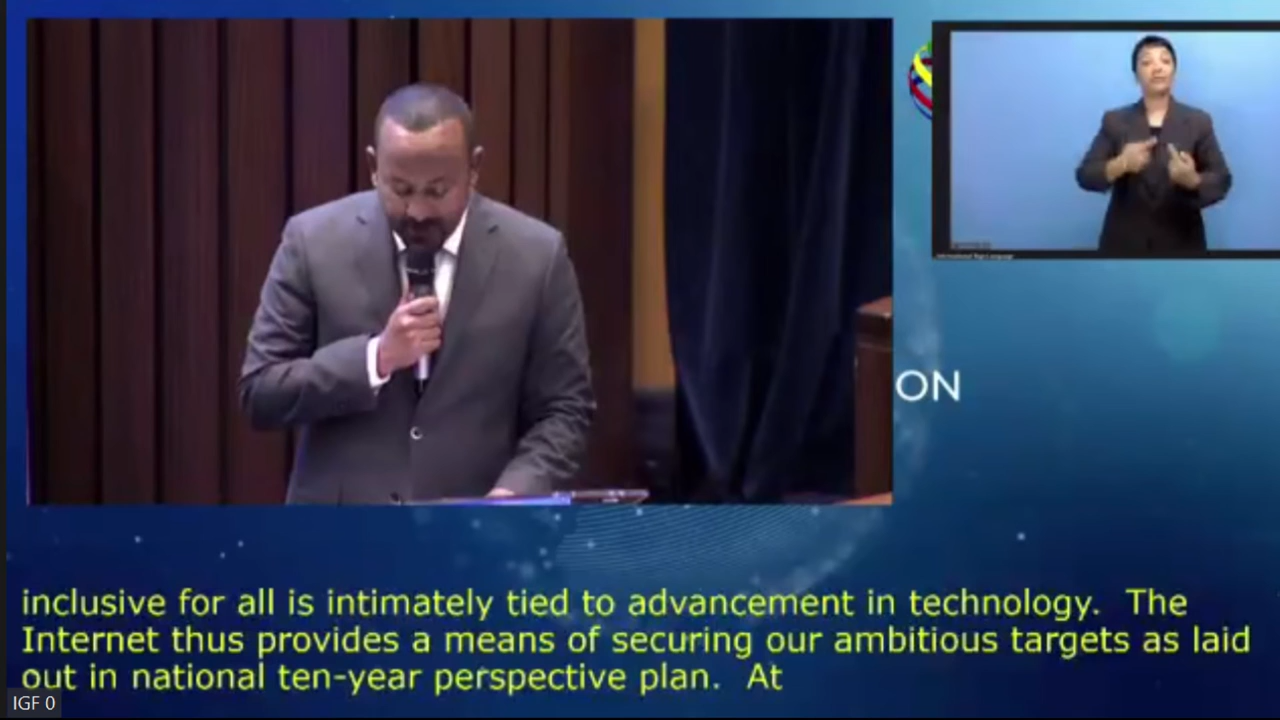 ON
inclusive for all is intimately tied to advancement in technology.  The
Internet thus provides a means of securing our ambitious targets as laid
out in national ten-year perspective plan.  At
IGF 0